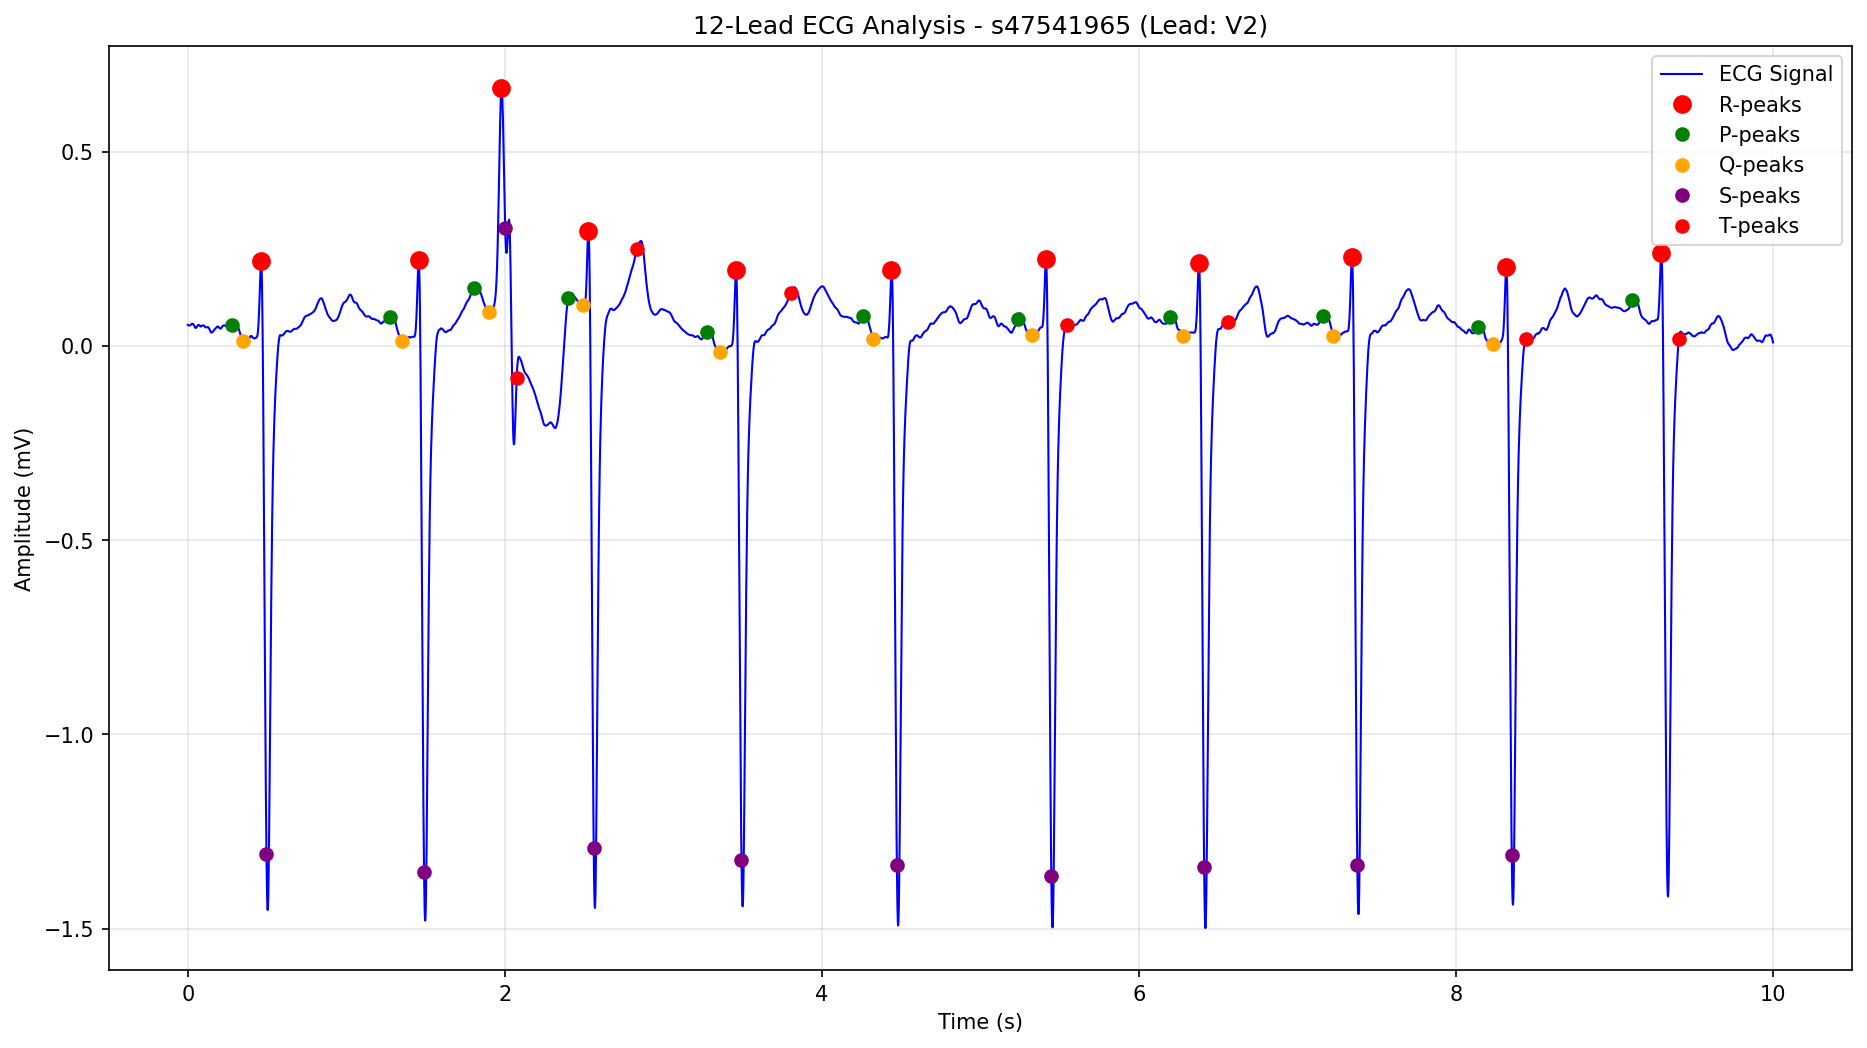 12-Lead ECG Analysis - s47541965 (Lead: V2)
ECG Signal
R-peaks
P-peaks
Q-peaks
S-peaks
T-peaks
Amplitude (mV)
0.5
0.0
−0.5
−1.0
−1.5
0 2 4 6 8 10
Time (s)